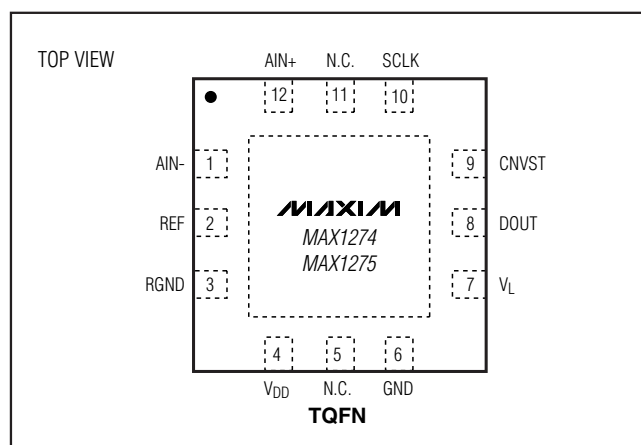 TOP VIEW
AIN+ N.C. SCLK
12 11 10
AIN- 1
9 CNVST
REF 2
MAXIM
8 DOUT
MAX1274
MAX1275
RGND 3
7 VL
4 5 6
VDD N.C. GND
TQFN